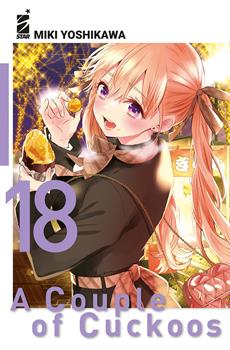 STAR
MIKI YOSHIKAWA
18
A Couple
of Cuckoos